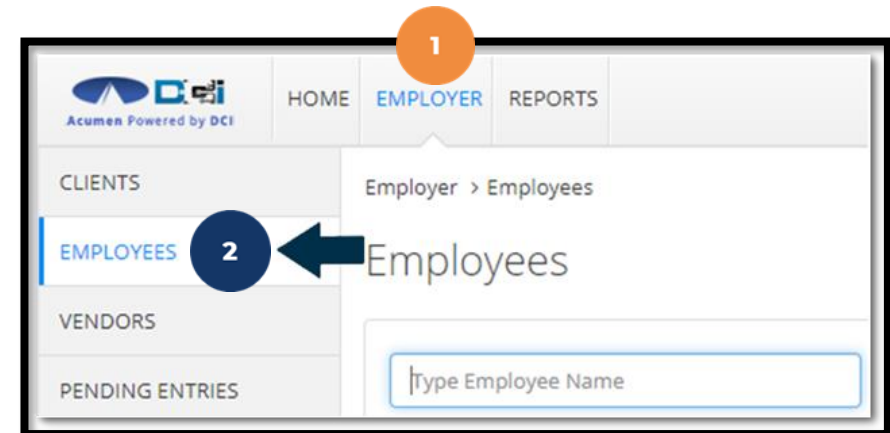 1
DCi
Acumen Powered by DCI
HOME EMPLOYER REPORTS
CLIENTS
Employer > Employees
EMPLOYEES 2
Employees
VENDORS
Type Employee Name
PENDING ENTRIES